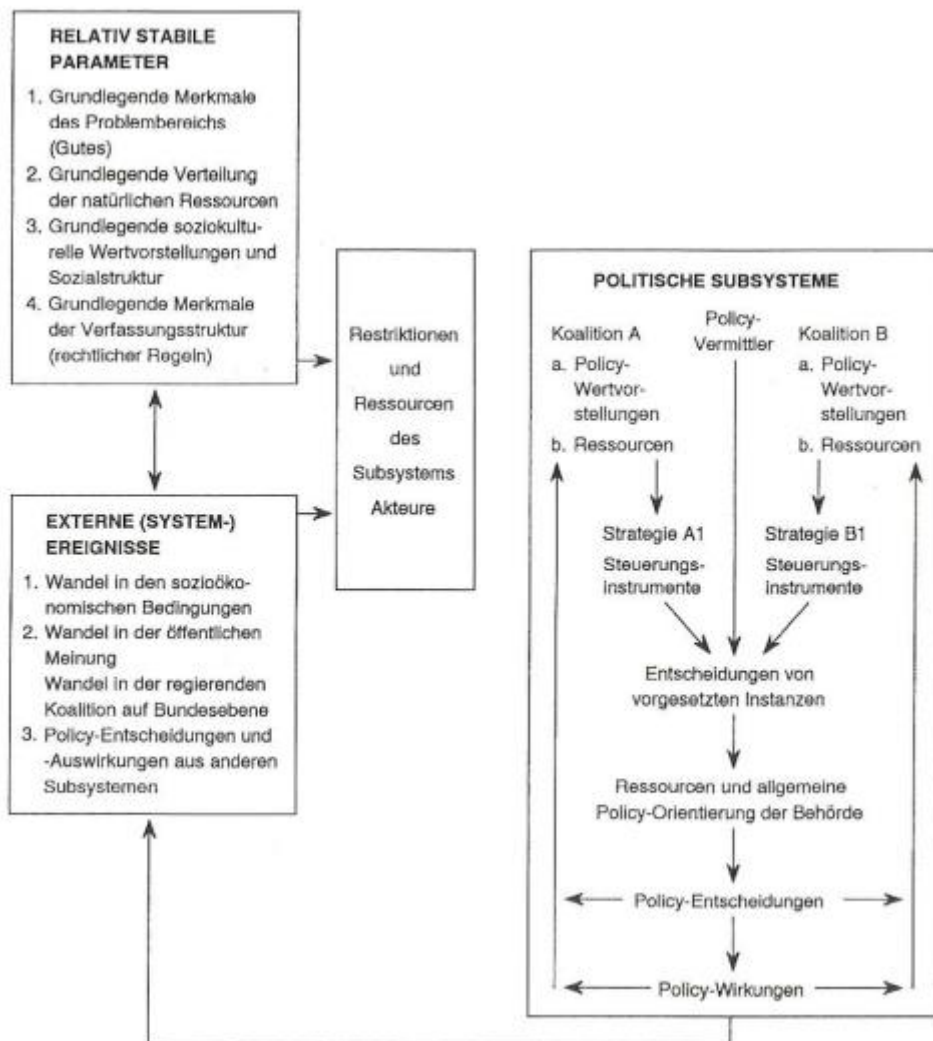 RELATIV STABILE
PARAMETER
1. Grundlegende Merkmale
des Problembereichs
(Gutes)
2. Grundlegende Verteilung
der natürlichen Ressourcen
3. Grundlegende soziokultu-
relle Wertvorstellungen und
Sozialstruktur
4. Grundlegende Merkmale
der Verfassungsstruktur
(rechtlicher Regeln)
EXTERNE (SYSTEM-)
EREIGNISSE
1. Wandel in den sozioöko-
nomischen Bedingungen
2. Wandel in der öffentlichen
Meinung
Wandel in der regierenden
Koalition auf Bundesebene
3. Policy-Entscheidungen und
-Auswirkungen aus anderen
Subsystemen
Restriktionen
und
Ressourcen
des
Subsystems
Akteure
POLITISCHE SUBSYSTEME
Koalition A
a. Policy-
Wertvor-
stellungen
b. Ressourcen
Policy-
Vermittler
Koalition B
a. Policy-
Wertvor-
stellungen
b. Ressourcen
Strategie A1
Steuerungs-
instrumente
Strategie B1
Steuerungs-
instrumente
Entscheidungen von
vorgesetzten Instanzen
Ressourcen und allgemeine
Policy-Orientierung der Behörde
Policy-Entscheidungen
Policy-Wirkungen